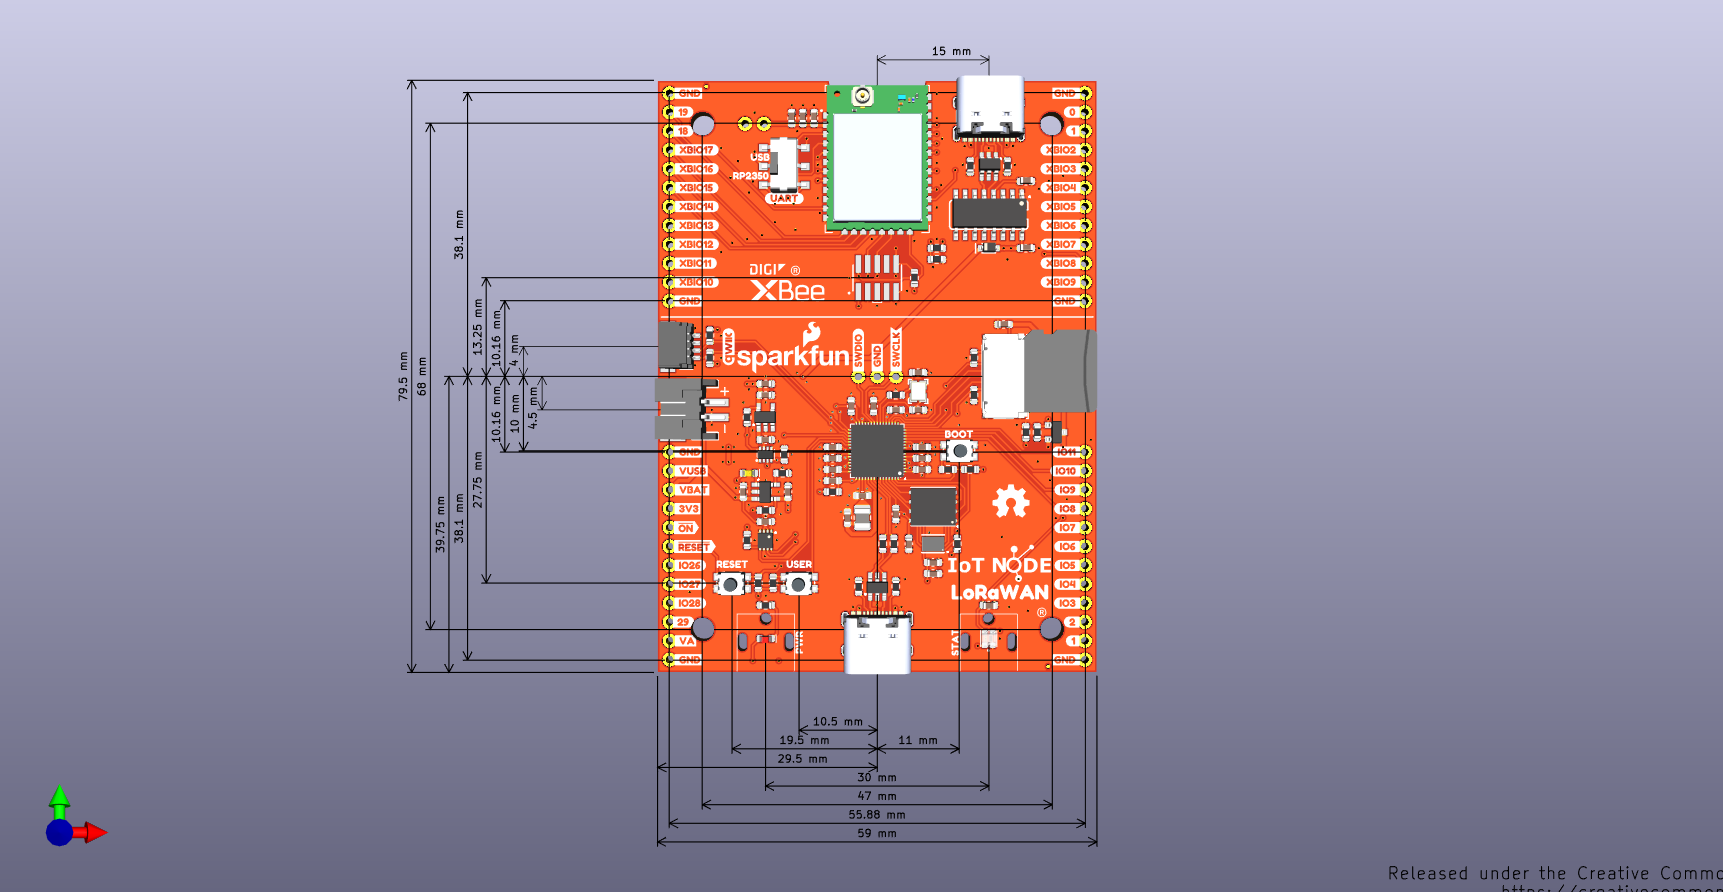 15 mm
GND
19
18
XBIO17
XBIO16
XBIO15
XBIO14
XBIO13
XBIO12
XBIO11
XBIO10
GND
GND
0
1
XBIO2
XBIO3
XBIO4
XBIO5
XBIO6
XBIO7
XBIO8
XBIO9
GND
USB
RP2350
UART
DIGI ®
XBee
QWIIC
sparkfun
SWDIO
GND
SWCLK
+
−
BOOT
GND
VUSB
VBAT
3V3
ON
RESET
IO26
IO27
IO28
29
VA
GND
IO11
IO10
IO9
IO8
IO7
IO6
IO5
IO4
IO3
2
1
GND
RESET
USER
IoT NODE
LoRaWAN
®
PWR
STAT
79.5 mm
68 mm
38.1 mm
13.25 mm
10.16 mm
4 mm
39.75 mm
38.1 mm
27.75 mm
10.16 mm
10 mm
4.5 mm
10.5 mm
19.5 mm
11 mm
29.5 mm
30 mm
47 mm
55.88 mm
59 mm
Released under the Creative Commo